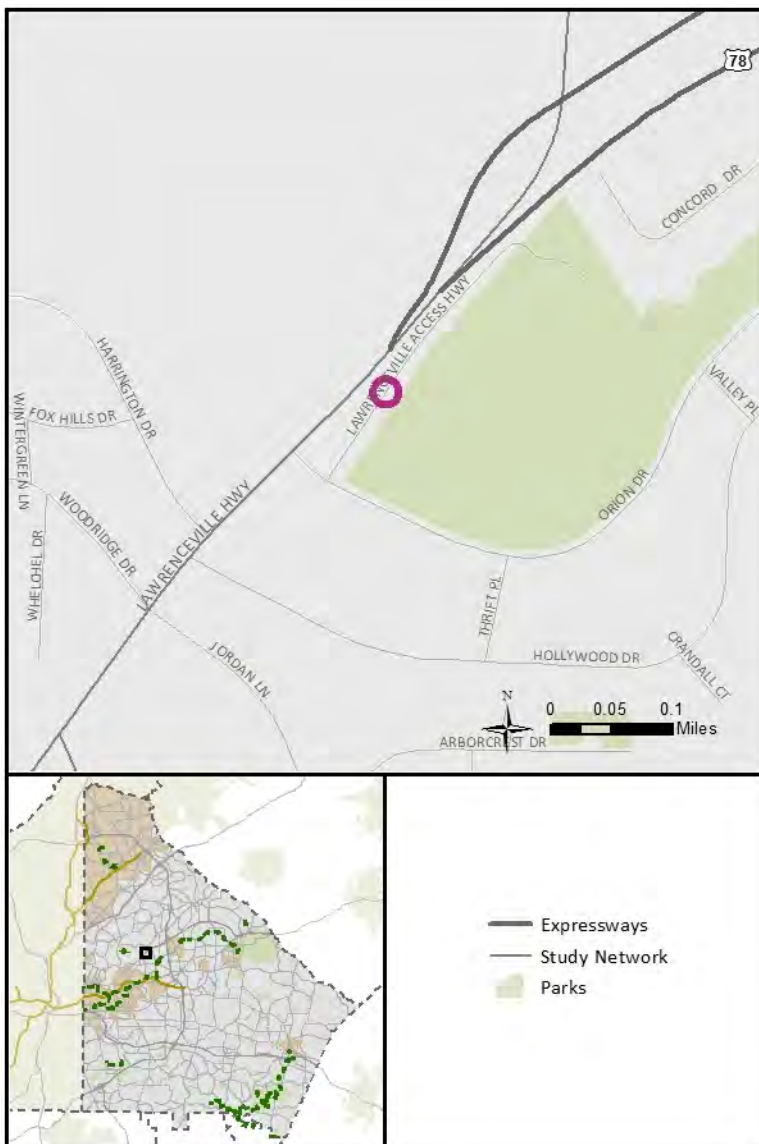 78
CONCORD DR
LAWRENCEVILLE ACCESS HWY
HARRINGTON DR
VALLEY PL
WINTERGREEN LN
FOX HILLS DR
ORION DR
WOODRIDGE DR
LAWRENCEVILLE HWY
WHELCHEL DR
THRIFT PL
JORDAN LN
HOLLYWOOD DR
CRANDALL CT
N
0 0.05 0.1
Miles
ARBORCREST DR
Expressways
Study Network
Parks